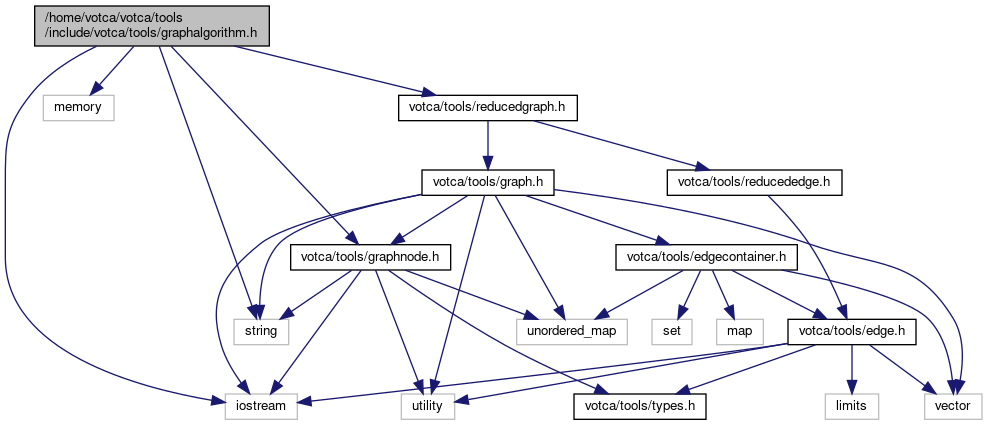 /home/votca/votca/tools
/include/votca/tools/graphalgorithm.h
memory
votca/tools/reducedgraph.h
votca/tools/graph.h
votca/tools/reducededge.h
votca/tools/graphnode.h
votca/tools/edgecontainer.h
string
unordered_map
set
map
votca/tools/edge.h
iostream
utility
votca/tools/types.h
limits
vector